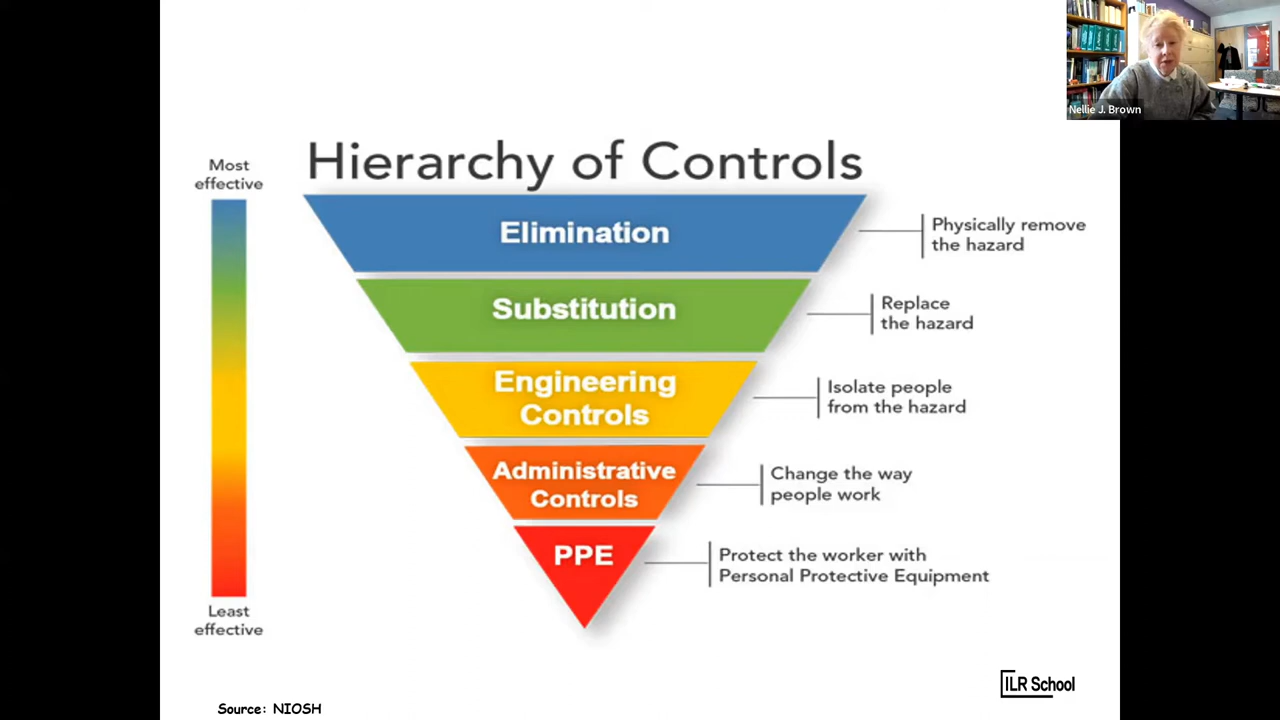 Nellie J. Brown
Hierarchy of Controls
Most
effective
Elimination
Physically remove
the hazard
Substitution
Replace
the hazard
Engineering
Controls
Isolate people
from the hazard
Administrative
Controls
Change the way
people work
PPE
Protect the worker with
Personal Protective Equipment
Least
effective
ILR School
Source: NIOSH